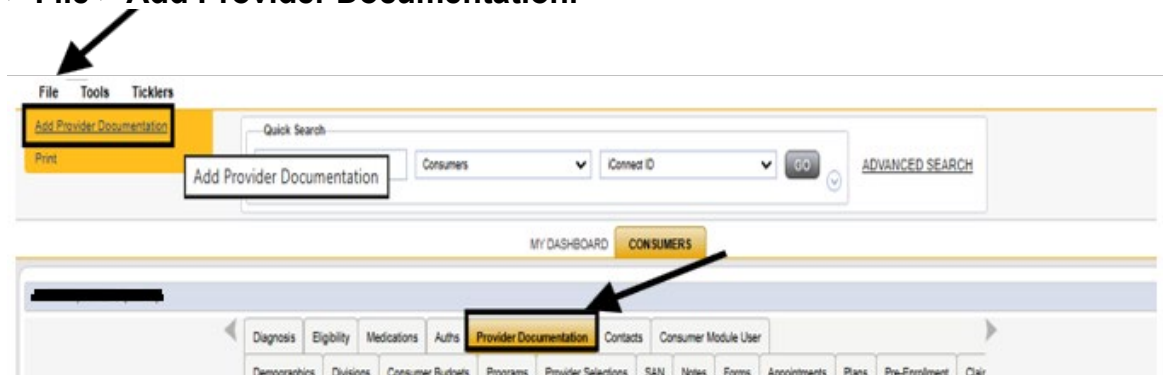 File > Add Provider Documentation.
File Tools Ticklers
Add Provider Documentation
Print
Quick Search
Consumers
iConnect ID
GO
ADVANCED SEARCH
Add Provider Documentation
MY DASHBOARD CONSUMERS
Diagnosis Eligibility Medications Auths Provider Documentation Contacts Consumer Module User
Demographics Divisions Consumer Budgets Programs Provider Selections SAN Notes Forms Appointments Plans Pre-Enrollment